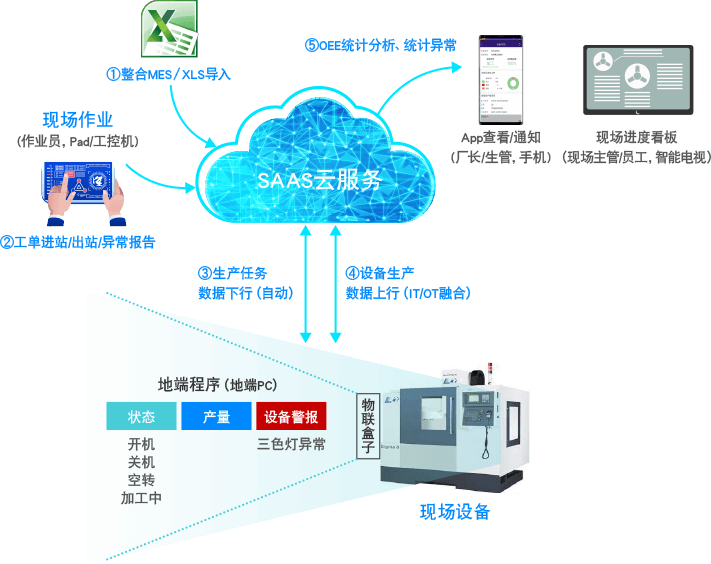 ⑤OEE统计分析、统计异常
①整合MES/XLS导入
现场作业
(作业员, Pad/工控机)
App查看/通知
(厂长/生管, 手机)
现场进度看板
(现场主管/员工, 智能电视)
SAAS云服务
②工单进站/出站/异常报告
③生产任务
数据下行 (自动)
④设备生产
数据上行 (IT/OT融合)
地端程序 (地端PC)
状态
产量
设备警报
开机
关机
空转
加工中
三色灯异常
物联盒子
现场设备